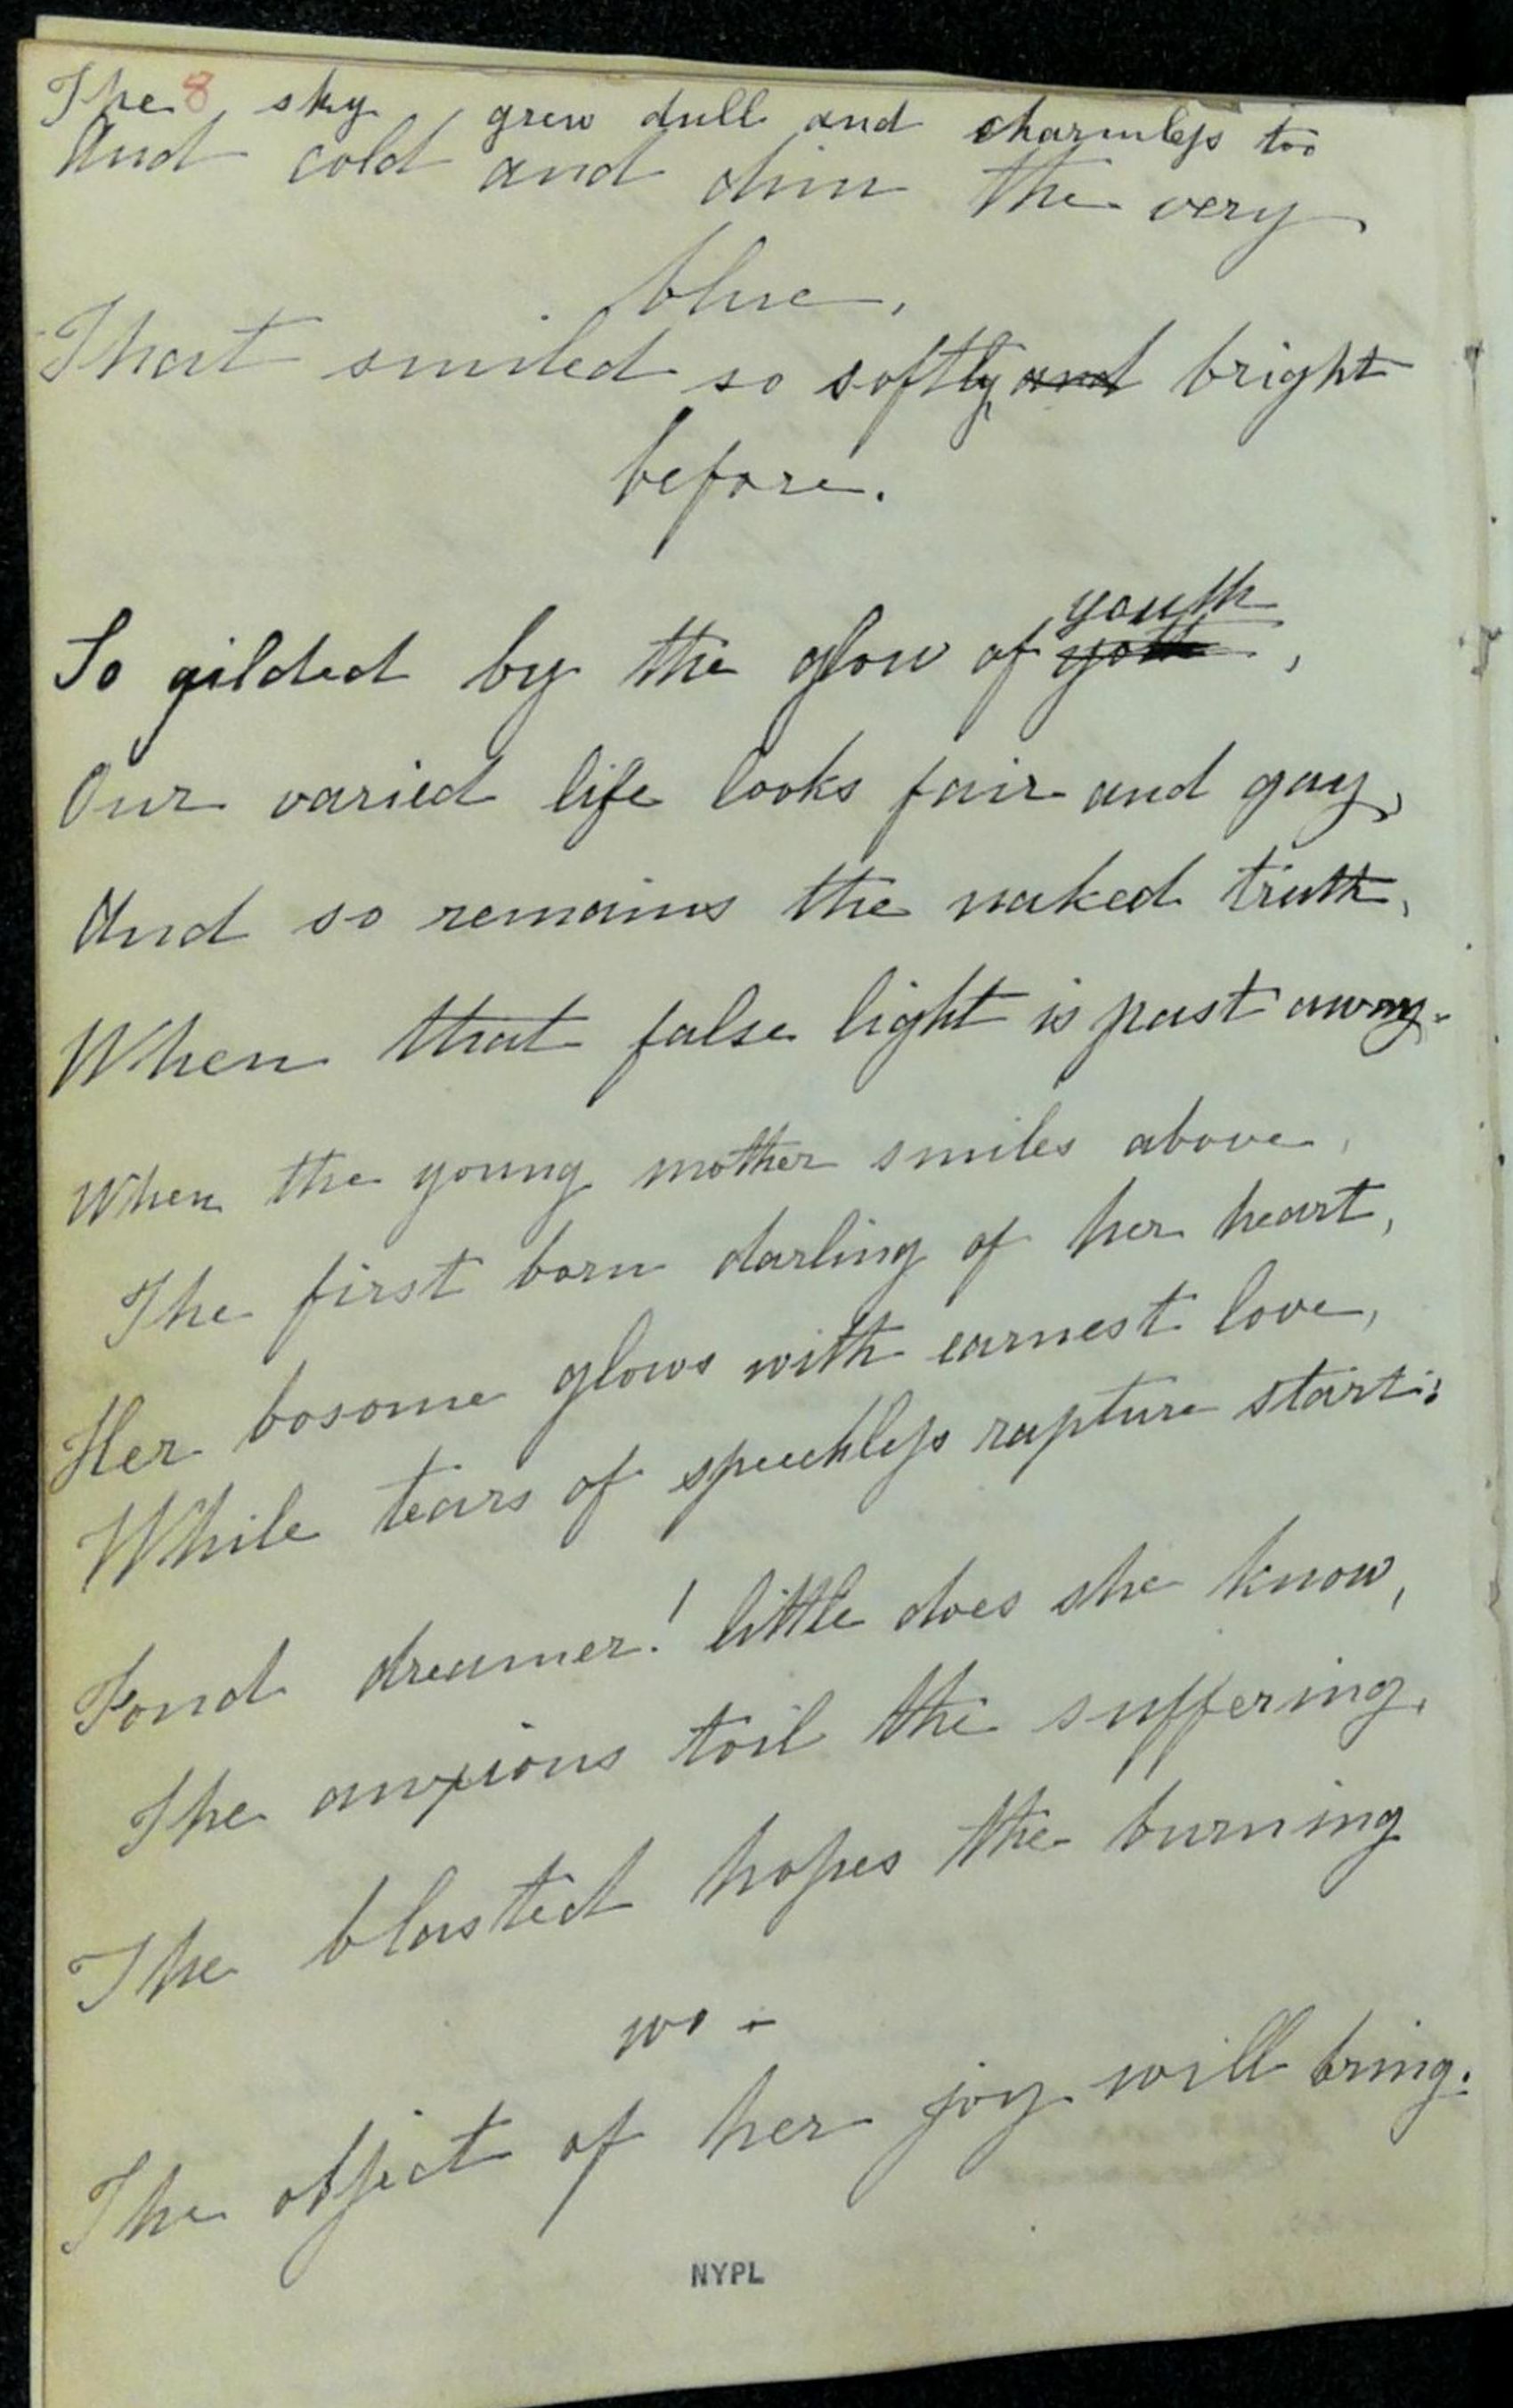 8
The sky grew dull and charmless too
And cold and dim the very
blue,
That smiled so softly and bright
before.
youth
So gilded by the glow of youth,
Our varied life looks fair and gay,
And so remains the naked truth,
When that false light is past away.
When the young mother smiles above,
The first born darling of her heart,
Her bosome glows with earnest love,
While tears of speechless rapture start:
Fond dreamer! little does she know,
The anxious toil the suffering,
The blasted hopes the burning
wo -
The object of her joy will bring.
NYPL